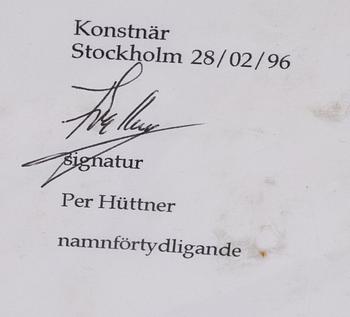 Konstnär
Stockholm 28/02/96
signatur
Per Hüttner
namnförtydligande